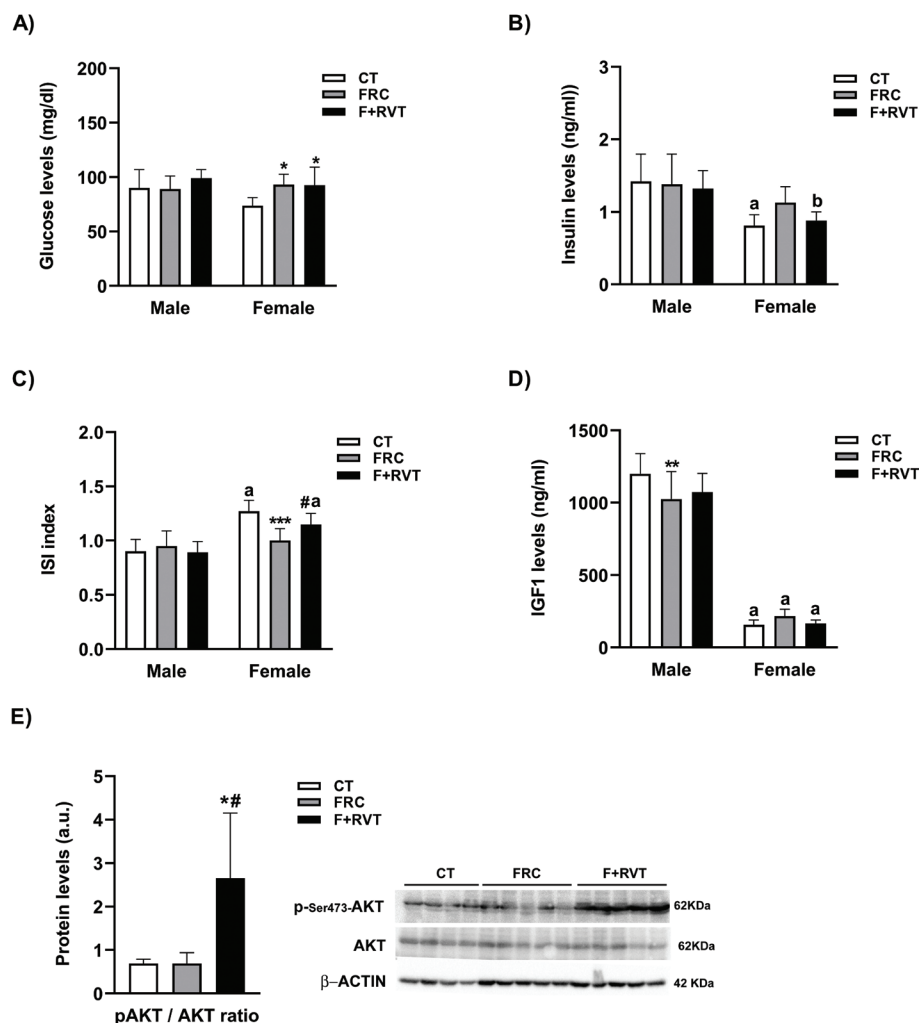 A)
Glucose levels (mg/dl)
200
150
100
50
0
* *
Male Female
CT
FRC
F+RVT
B)
Insulin levels (ng/ml))
3
2
1
0
a b
Male Female
CT
FRC
F+RVT
C)
ISI index
2.0
1.5
1.0
0.5
0.0
a *** #a
Male Female
CT
FRC
F+RVT
D)
IGF1 levels (ng/ml)
1500
1000
500
0
** a a a
Male Female
CT
FRC
F+RVT
E)
Protein levels (a.u.)
5
4
3
2
1
0
*#
pAKT / AKT ratio
CT
FRC
F+RVT
CT FRC F+RVT
p-Ser473-AKT 62KDa
AKT 62KDa
β–ACTIN 42 KDa